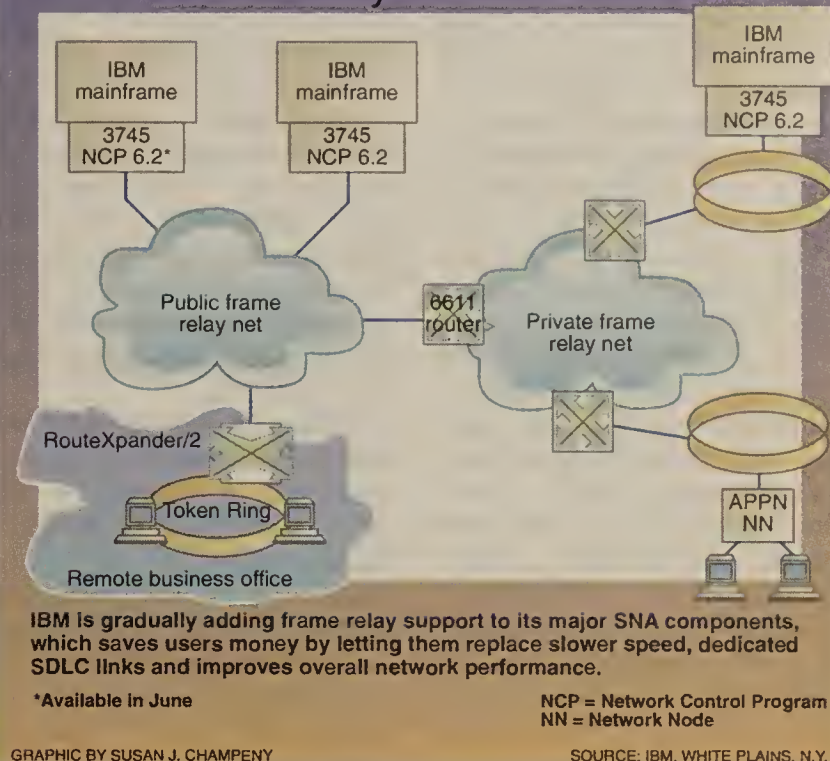 IBM
mainframe
3745
NCP 6.2*
IBM
mainframe
3745
NCP 6.2
IBM
mainframe
3745
NCP 6.2
Public frame
relay net
6611
router
Private frame
relay net
RouteXpander/2
Token Ring
Remote business office
APPN
NN
IBM is gradually adding frame relay support to its major SNA components,
which saves users money by letting them replace slower speed, dedicated
SDLC links and improves overall network performance.
*Available in June
NCP = Network Control Program
NN = Network Node
GRAPHIC BY SUSAN J. CHAMPENY
SOURCE: IBM, WHITE PLAINS, N.Y.